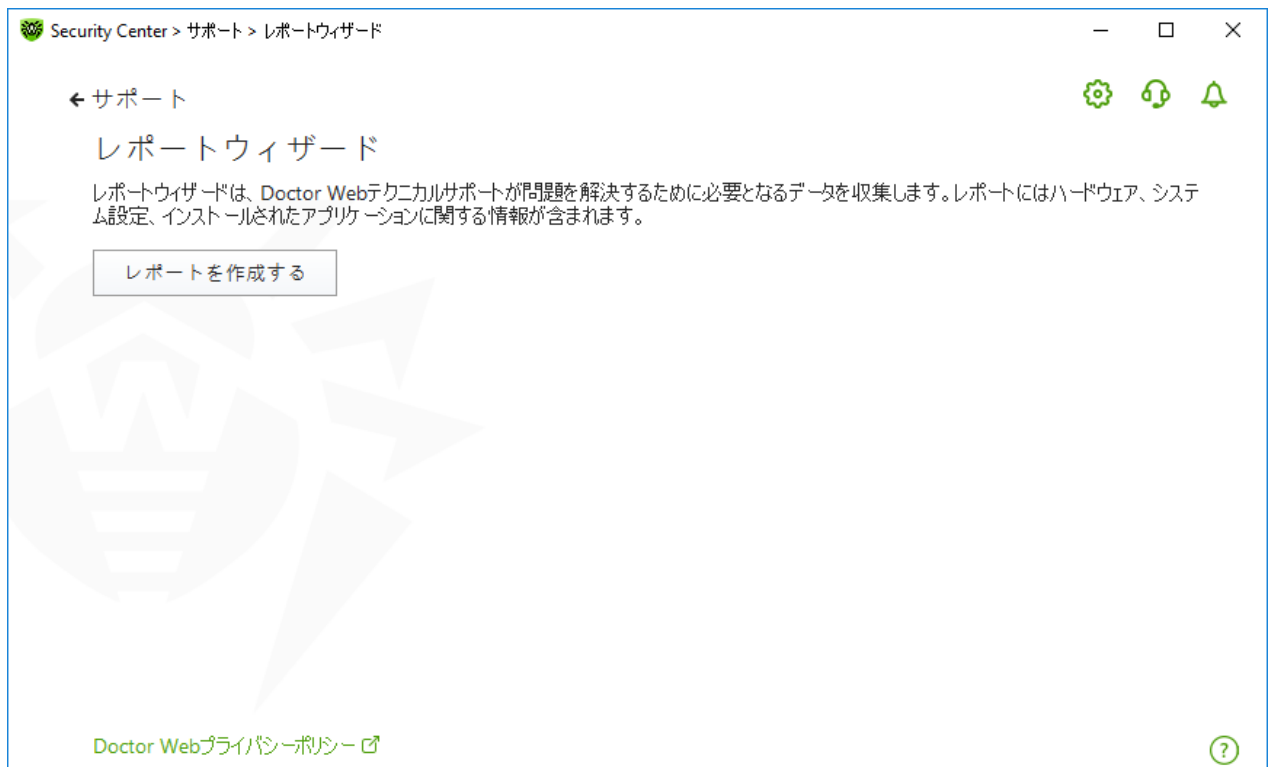 Security Center > サポート > レポートウィザード
サポート
レポートウィザード
レポートウィザードは、Doctor Webテクニカルサポートが問題を解決するために必要となるデータを収集します。レポートにはハードウェア、システ
ム設定、インストールされたアプリケーションに関する情報が含まれます。
レポートを作成する
Doctor Webプライバシーポリシー
?